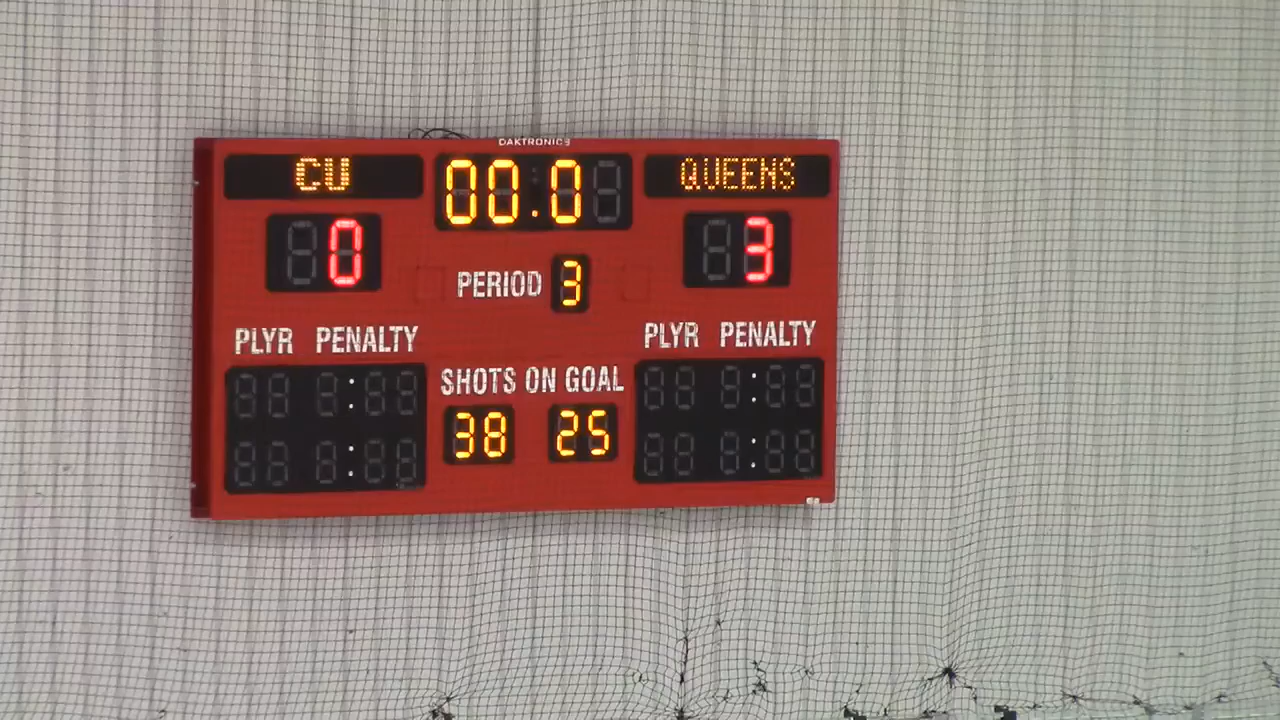 DAKTRONICS
CU 00.0 QUEENS
0 3
PERIOD 3
PLYR PENALTY PLYR PENALTY
SHOTS ON GOAL
38 25